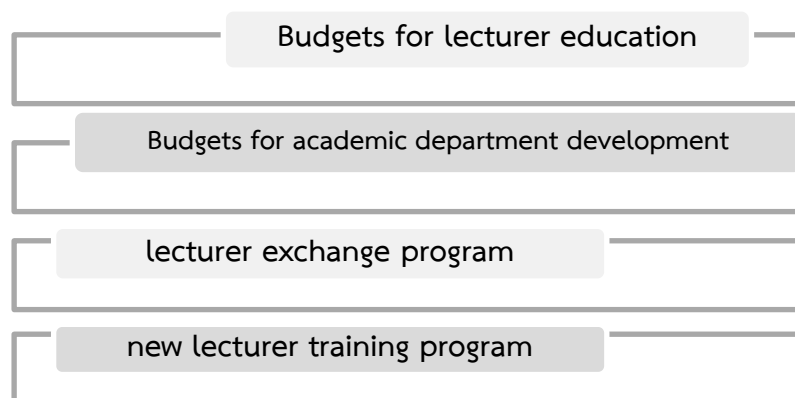 Budgets for lecturer education
Budgets for academic department development
lecturer exchange program
new lecturer training program